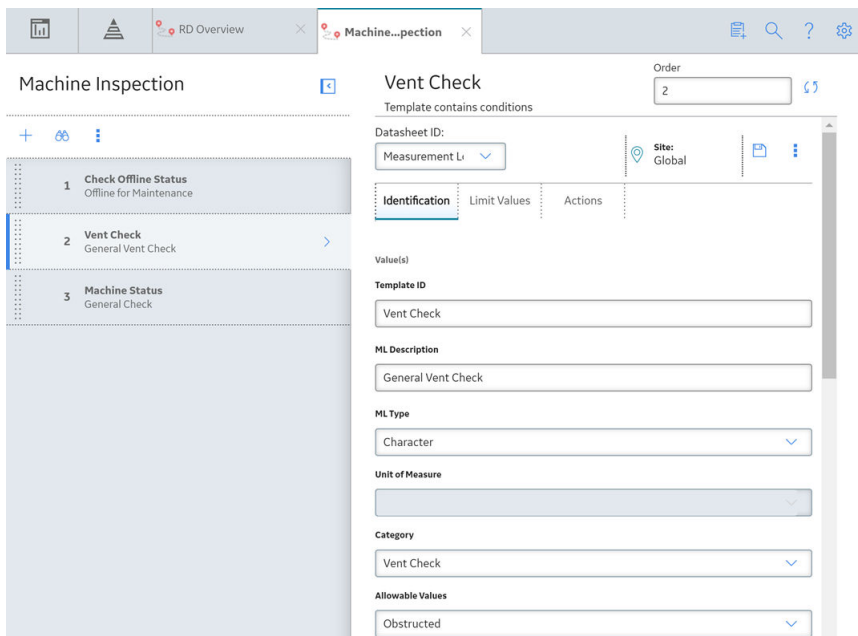 RD Overview
Machine...pection
Machine Inspection
1
Check Offline Status
Offline for Maintenance
2
Vent Check
General Vent Check
3
Machine Status
General Check
Vent Check
Template contains conditions
Order
2
Datasheet ID:
Measurement L
Site:
Global
Identification
Limit Values
Actions
Value(s)
Template ID
Vent Check
ML Description
General Vent Check
ML Type
Character
Unit of Measure
Category
Vent Check
Allowable Values
Obstructed